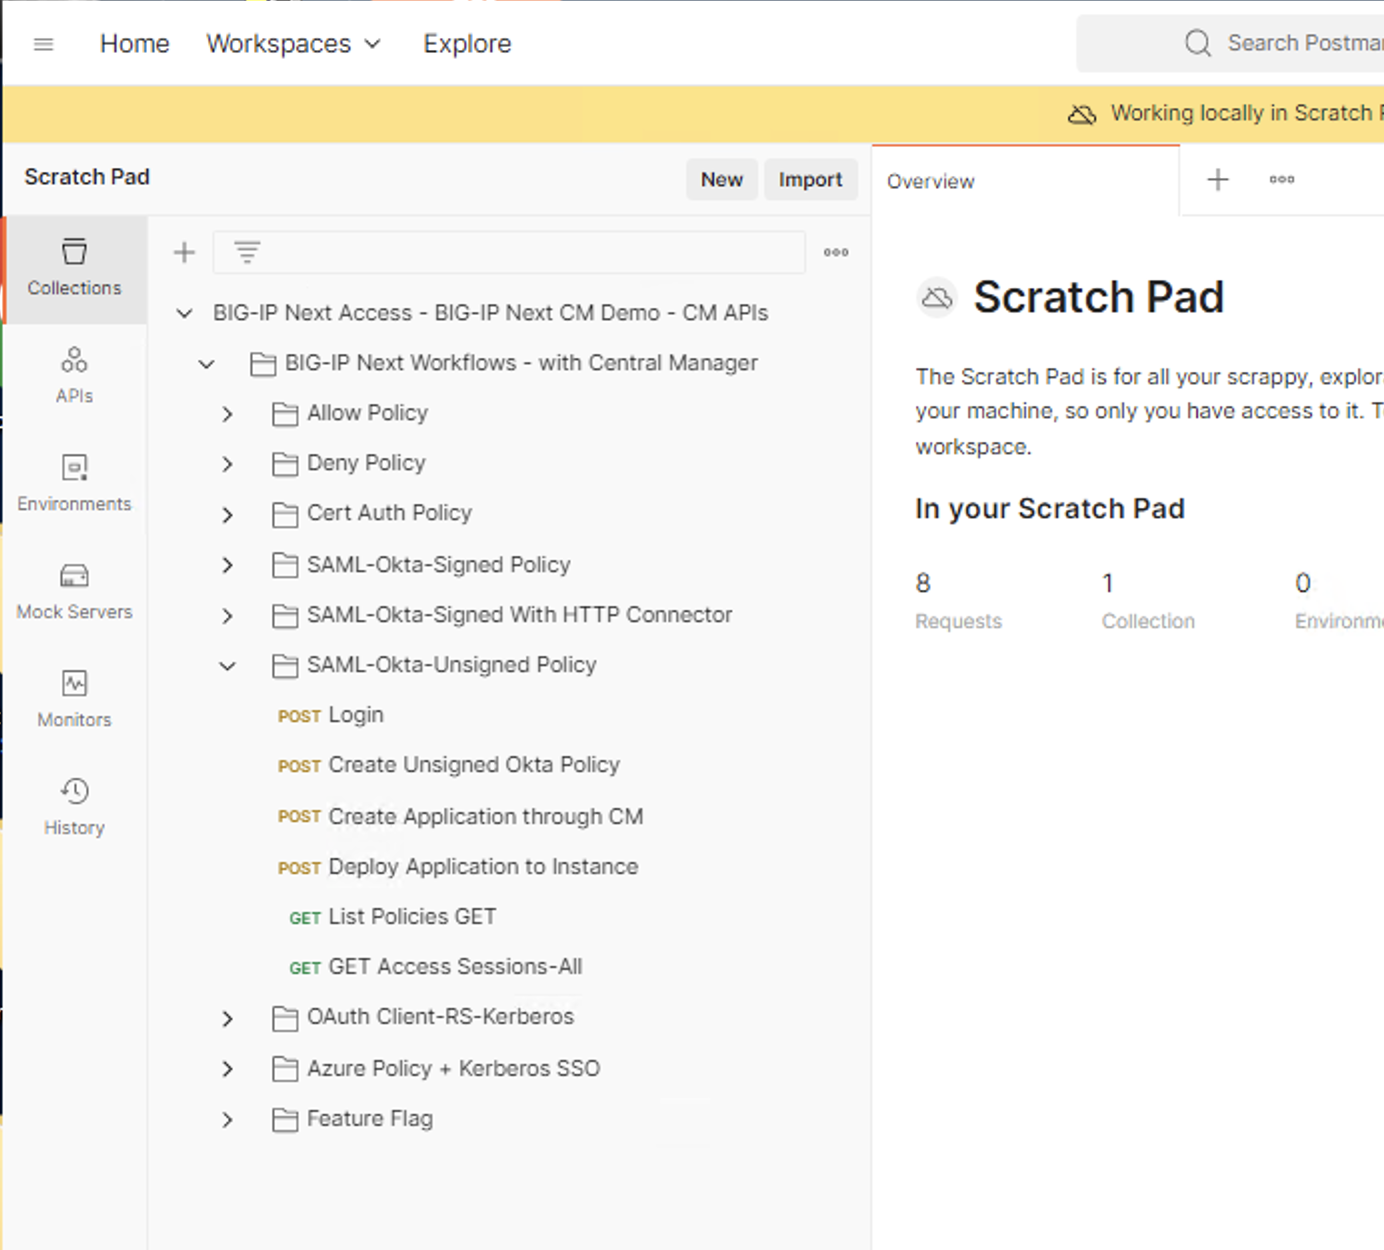 Home Workspaces Explore
Search Postma
Working locally in Scratch
Scratch Pad
New Import
Overview
Collections
APIs
Environments
Mock Servers
Monitors
History
BIG-IP Next Access - BIG-IP Next CM Demo - CM APIs
BIG-IP Next Workflows - with Central Manager
Allow Policy
Deny Policy
Cert Auth Policy
SAML-Okta-Signed Policy
SAML-Okta-Signed With HTTP Connector
SAML-Okta-Unsigned Policy
POST Login
POST Create Unsigned Okta Policy
POST Create Application through CM
POST Deploy Application to Instance
GET List Policies GET
GET GET Access Sessions-All
OAuth Client-RS-Kerberos
Azure Policy + Kerberos SSO
Feature Flag
Scratch Pad
The Scratch Pad is for all your scrappy, explor
your machine, so only you have access to it. T
workspace.
In your Scratch Pad
8 1 0
Requests Collection Environm